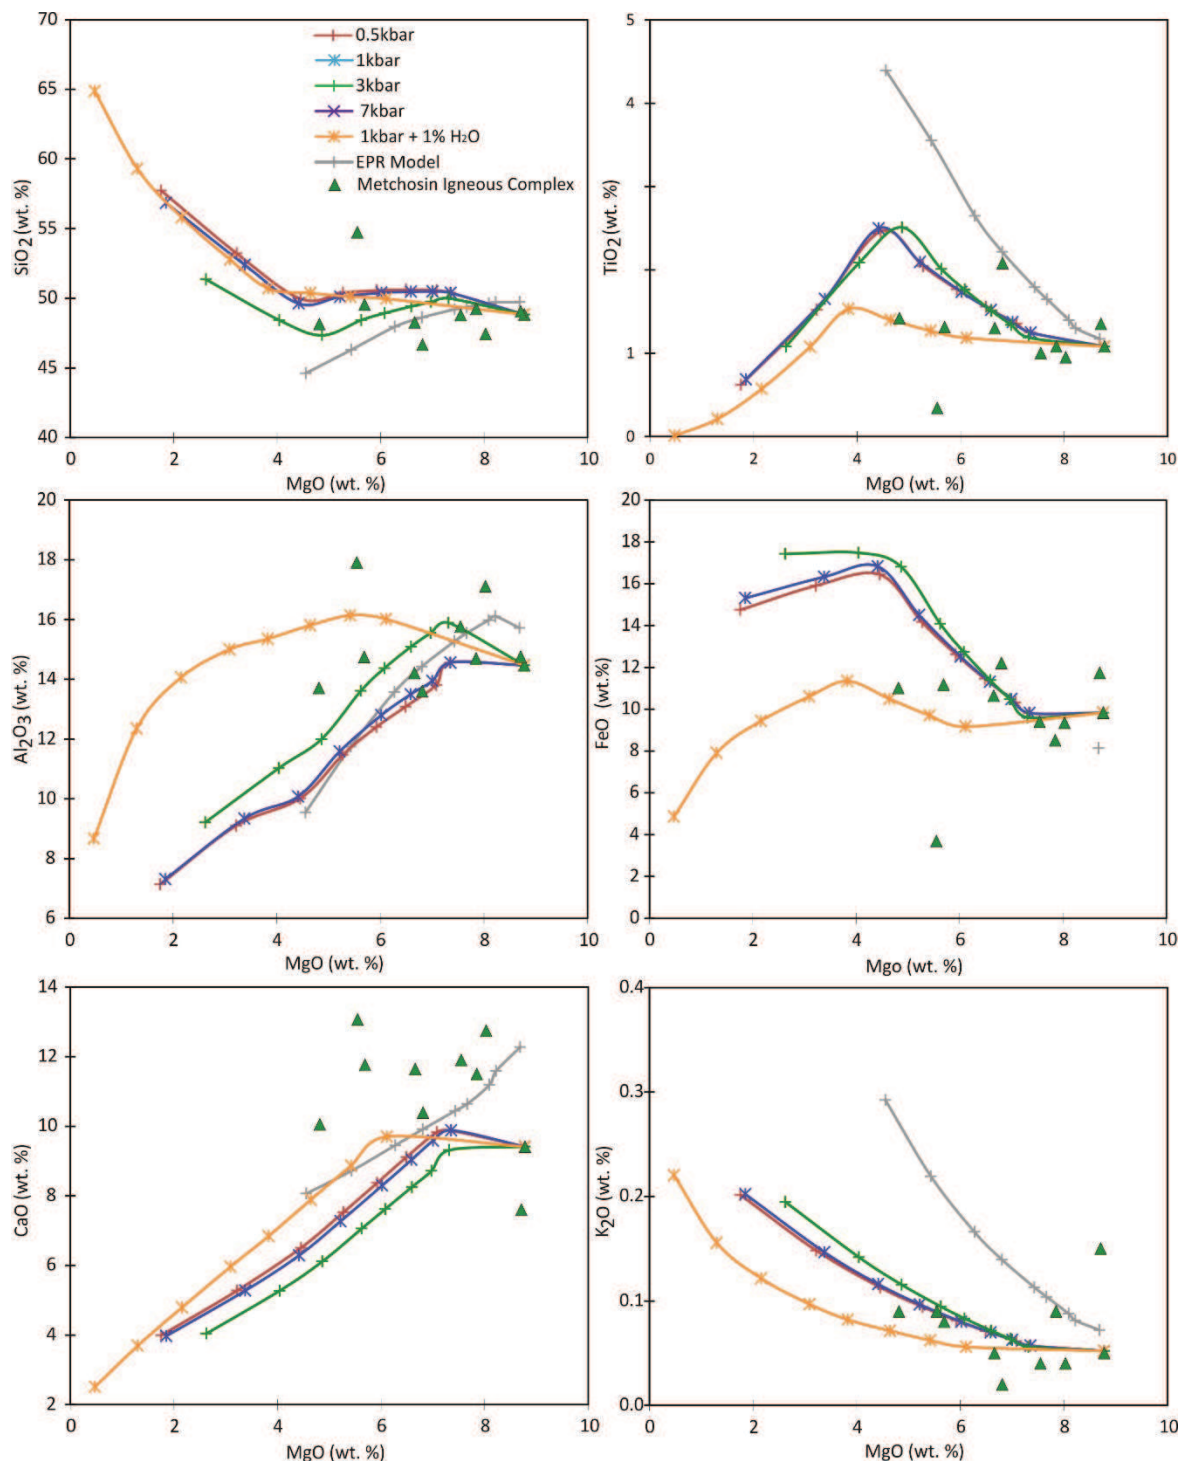 70
65
60
55
50
45
40
SiO2 (wt. %)
0 2 4 6 8 10
MgO (wt. %)
0.5kbar
1kbar
3kbar
7kbar
1kbar + 1% H2O
EPR Model
Metchosin Igneous Complex
5
4
1
0
TiO2 (wt. %)
0 2 4 6 8 10
MgO (wt. %)
20
18
16
14
12
10
8
6
Al2O3 (wt. %)
0 2 4 6 8 10
MgO (wt. %)
20
18
16
14
12
10
8
6
4
2
0
FeO (wt.%)
0 2 4 6 8 10
Mgo (wt. %)
14
12
10
8
6
4
2
CaO (wt. %)
0 2 4 6 8 10
MgO (wt. %)
0.4
0.3
0.2
0.1
0.0
K2O (wt. %)
0 2 4 6 8 10
MgO (wt. %)